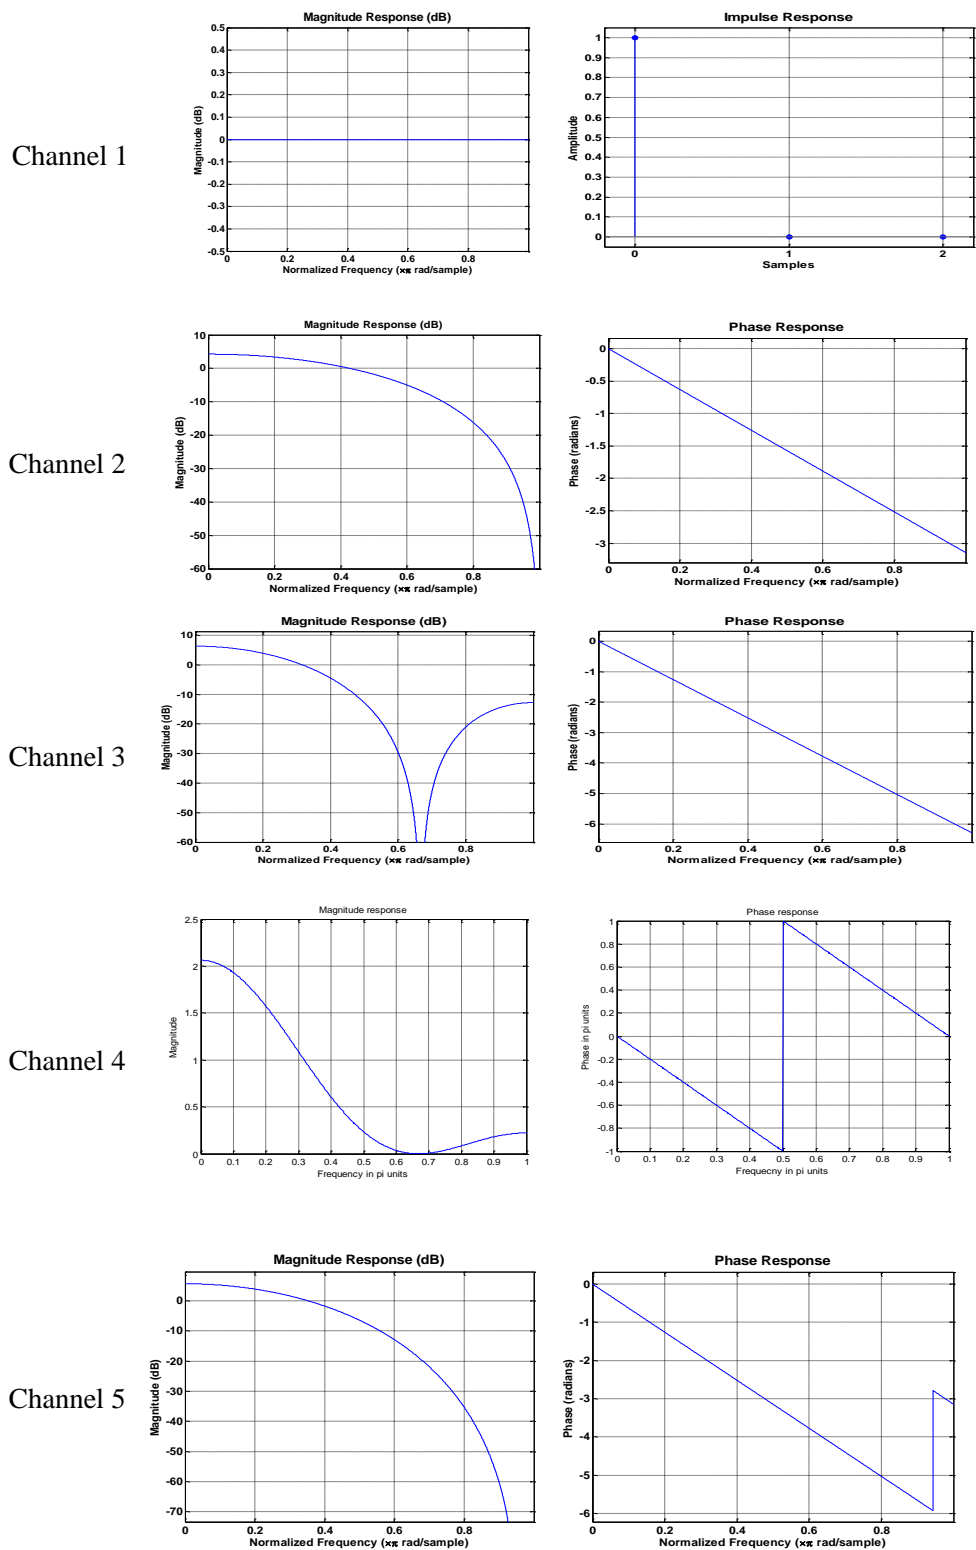 Channel 1
Magnitude Response (dB)
0.5
0.4
0.3
0.2
0.1
0
-0.1
-0.2
-0.3
-0.4
-0.5
Magnitude (dB)
0 0.2 0.4 0.6 0.8
Normalized Frequency (×π rad/sample)
Impulse Response
1
0.9
0.8
0.7
0.6
0.5
0.4
0.3
0.2
0.1
0
Amplitude
0 1 2
Samples
Channel 2
Magnitude Response (dB)
10
0
-10
-20
-30
-40
-50
-60
Magnitude (dB)
0 0.2 0.4 0.6 0.8
Normalized Frequency (×π rad/sample)
Phase Response
0
-0.5
-1
-1.5
-2
-2.5
-3
Phase (radians)
0 0.2 0.4 0.6 0.8
Normalized Frequency (×π rad/sample)
Channel 3
Magnitude Response (dB)
10
0
-10
-20
-30
-40
-50
-60
Magnitude (dB)
0 0.2 0.4 0.6 0.8
Normalized Frequency (×π rad/sample)
Phase Response
0
-1
-2
-3
-4
-5
-6
Phase (radians)
0 0.2 0.4 0.6 0.8
Normalized Frequency (×π rad/sample)
Channel 4
Magnitude response
2.5
2
1.5
1
0.5
0
Magnitude
0 0.1 0.2 0.3 0.4 0.5 0.6 0.7 0.8 0.9 1
Frequency in pi units
Phase response
1
0.8
0.6
0.4
0.2
0
-0.2
-0.4
-0.6
-0.8
-1
Phase in pi units
0 0.1 0.2 0.3 0.4 0.5 0.6 0.7 0.8 0.9 1
Frequecny in pi units
Channel 5
Magnitude Response (dB)
0
-10
-20
-30
-40
-50
-60
-70
Magnitude (dB)
0 0.2 0.4 0.6 0.8
Normalized Frequency (×π rad/sample)
Phase Response
0
-1
-2
-3
-4
-5
-6
Phase (radians)
0 0.2 0.4 0.6 0.8
Normalized Frequency (×π rad/sample)